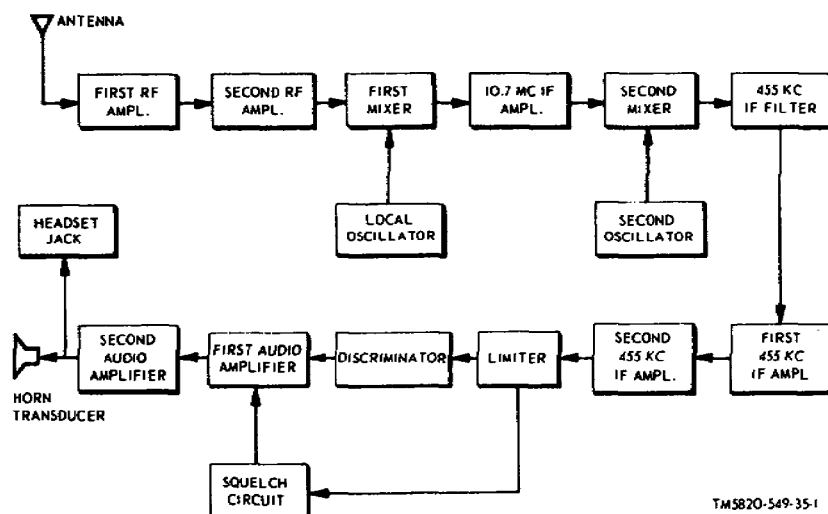 ANTENNA
FIRST RF
AMPL.
SECOND RF
AMPL.
FIRST
MIXER
10.7 MC IF
AMPL.
SECOND
MIXER
455 KC
IF FILTER
LOCAL
OSCILLATOR
SECOND
OSCILLATOR
HEADSET
JACK
HORN
TRANSDUCER
SECOND
AUDIO
AMPLIFIER
FIRST AUDIO
AMPLIFIER
DISCRIMINATOR
LIMITER
SECOND
455 KC
IF AMPL.
FIRST
455 KC
IF AMPL
SQUELCH
CIRCUIT
TM5820-549-35-1